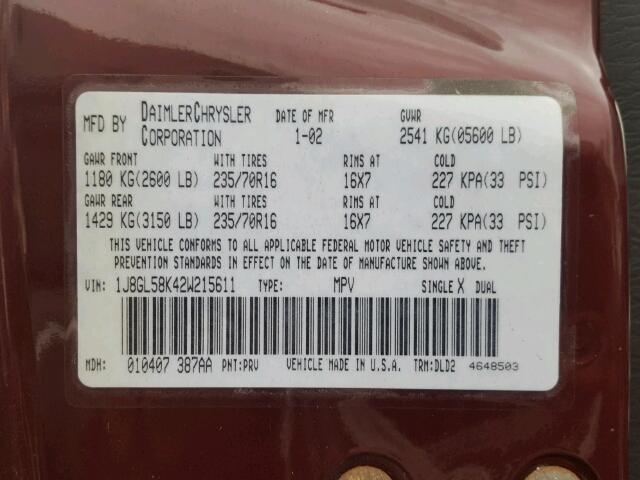 MFD BY DAIMLERCHRYSLER CORPORATION DATE OF MFR 1-02 GVWR 2541 KG(05600 LB)
GAWR FRONT WITH TIRES RIMS AT COLD
1180 KG(2600 LB) 235/70R16 16X7 227 KPA(33 PSI)
GAWR REAR WITH TIRES RIMS AT COLD
1429 KG(3150 LB) 235/70R16 16X7 227 KPA(33 PSI)
THIS VEHICLE CONFORMS TO ALL APPLICABLE FEDERAL MOTOR VEHICLE SAFETY AND THEFT
PREVENTION STANDARDS IN EFFECT ON THE DATE OF MANUFACTURE SHOWN ABOVE.
VIN: 1J8GL58K42W215611 TYPE: MPV SINGLE X DUAL
MDH: 010407 387AA PNT:PRV VEHICLE MADE IN U.S.A. TRM:DLD2 4648503